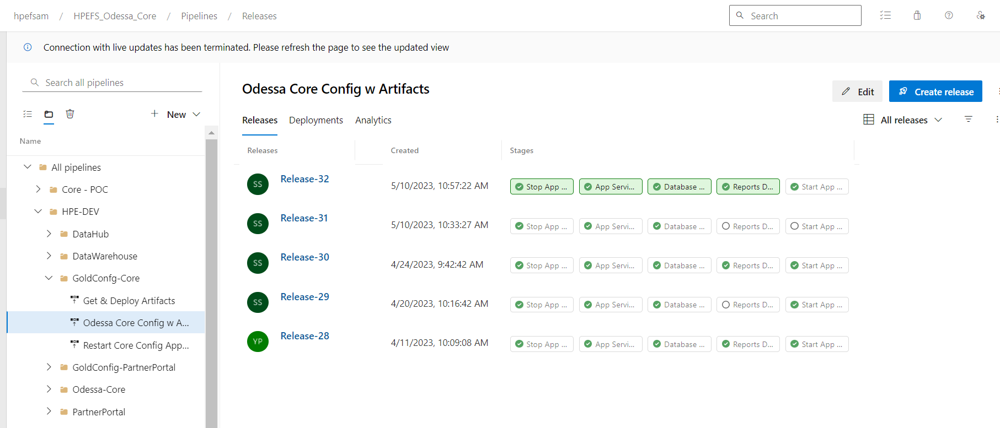 hpefsam / HPEFS_Odessa_Core / Pipelines / Releases
Search
Connection with live updates has been terminated. Please refresh the page to see the updated view
Search all pipelines
New
Name
All pipelines
Core - POC
HPE-DEV
DataHub
DataWarehouse
GoldConfg-Core
Get & Deploy Artifacts
Odessa Core Config w A...
Restart Core Config App...
GoldConfig-PartnerPortal
Odessa-Core
PartnerPortal
Odessa Core Config w Artifacts
Edit
Create release
Releases Deployments Analytics
All releases
Releases Created Stages
SS Release-32 5/10/2023, 10:57:22 AM Stop App ... App Servi... Database ... Reports D... Start App ...
SS Release-31 5/10/2023, 10:33:27 AM Stop App ... App Servi... Database ... Reports D... Start App ...
SS Release-30 4/24/2023, 9:42:42 AM Stop App ... App Servi... Database ... Reports D... Start App ...
SS Release-29 4/20/2023, 10:16:42 AM Stop App ... App Servi... Database ... Reports D... Start App ...
YP Release-28 4/11/2023, 10:09:08 AM Stop App ... App Servi... Database ... Reports D... Start App ...